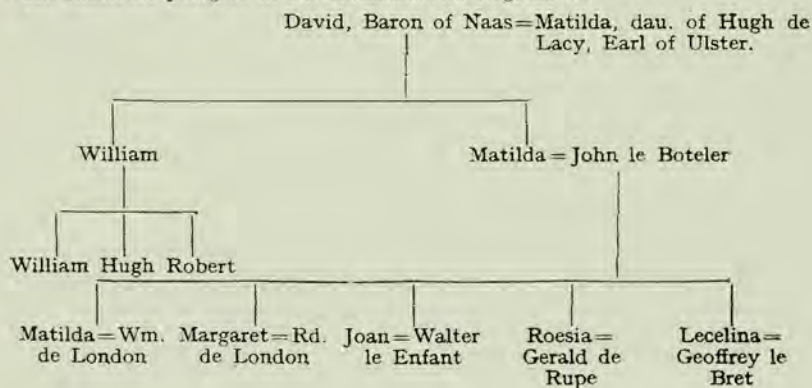 David, Baron of Naas=Matilda, dau. of Hugh de
Lacy, Earl of Ulster.
William
Matilda=John le Boteler
William Hugh Robert
Matilda=Wm. Margaret=Rd. Joan=Walter Roesia= Lecelina=
de London de London le Enfant Gerald de Geoffrey le
Rupe Bret